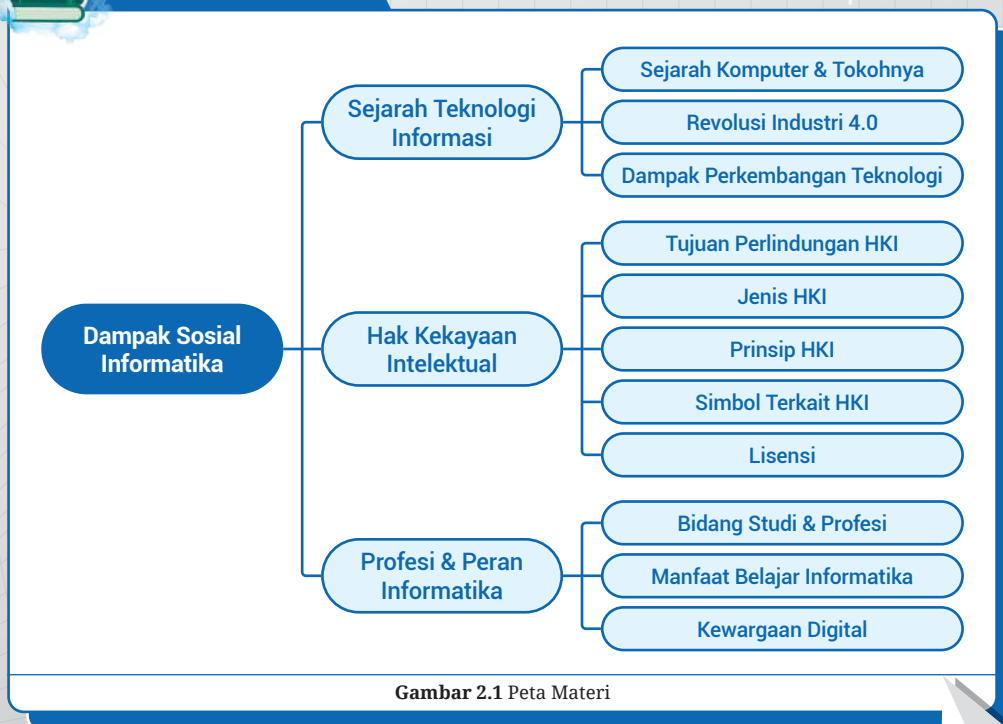 Dampak Sosial
Informatika
Sejarah Teknologi
Informasi
Sejarah Komputer & Tokohnya
Revolusi Industri 4.0
Dampak Perkembangan Teknologi
Hak Kekayaan
Intelektual
Tujuan Perlindungan HKI
Jenis HKI
Prinsip HKI
Simbol Terkait HKI
Lisensi
Profesi & Peran
Informatika
Bidang Studi & Profesi
Manfaat Belajar Informatika
Kewargaan Digital
Gambar 2.1 Peta Materi